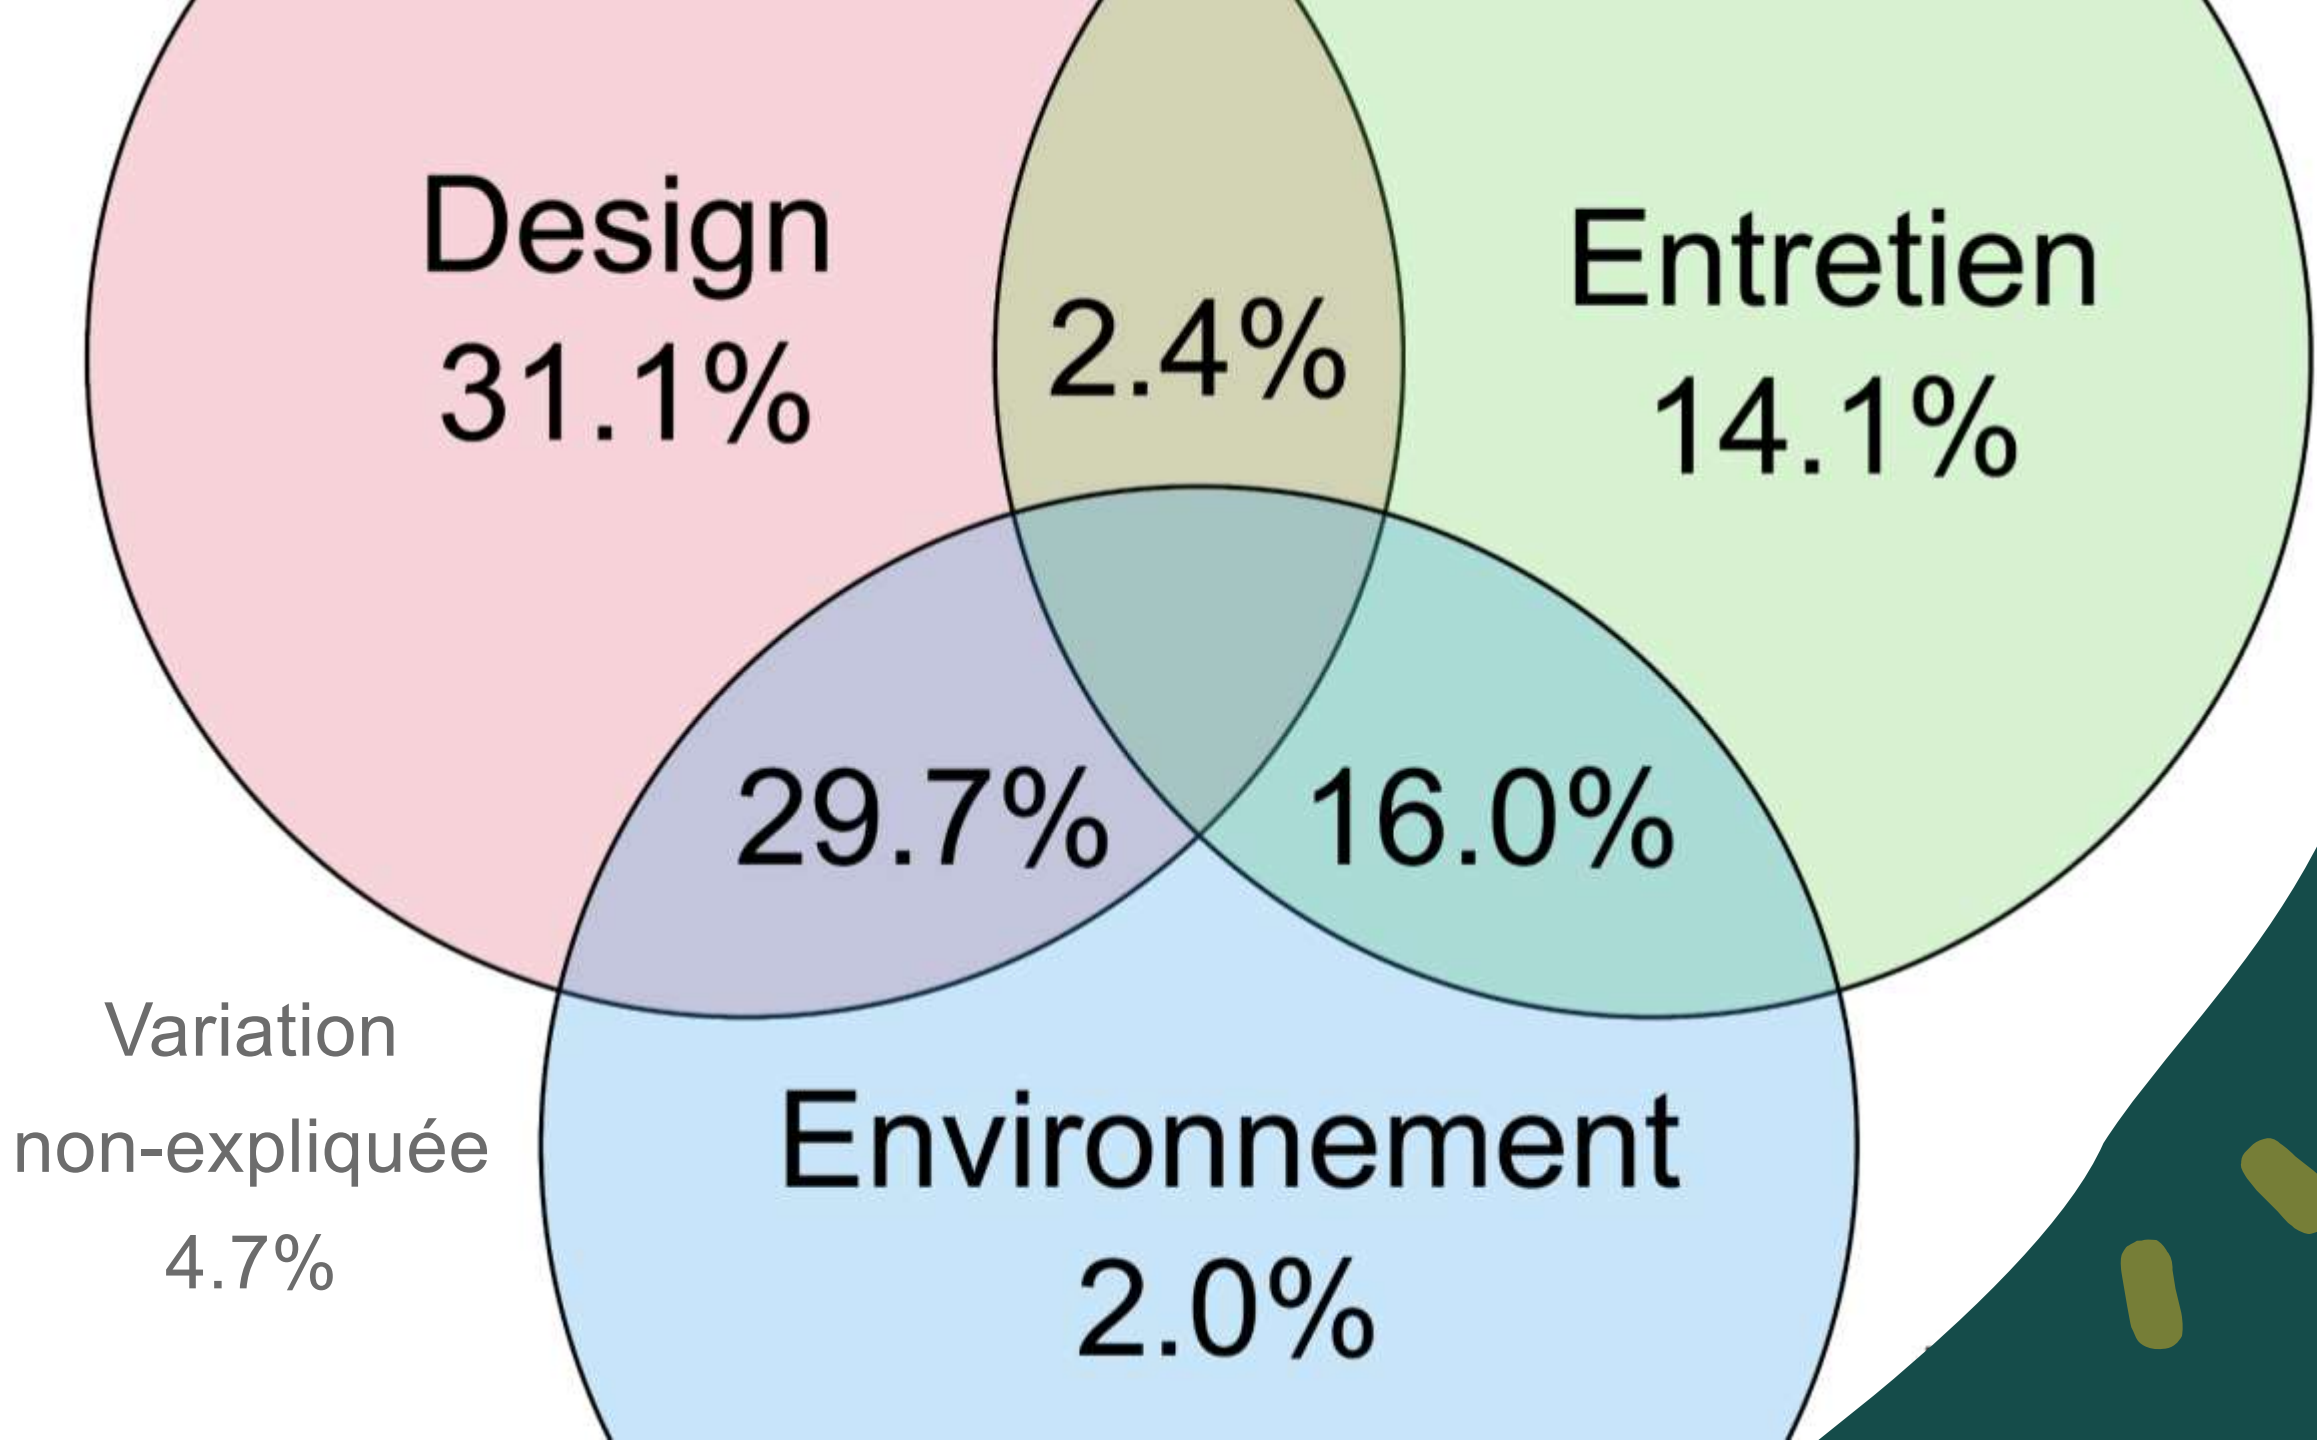 Design
31.1%
2.4%
Entretien
14.1%
29.7%
16.0%
Environnement
2.0%
Variation
non-expliquée
4.7%